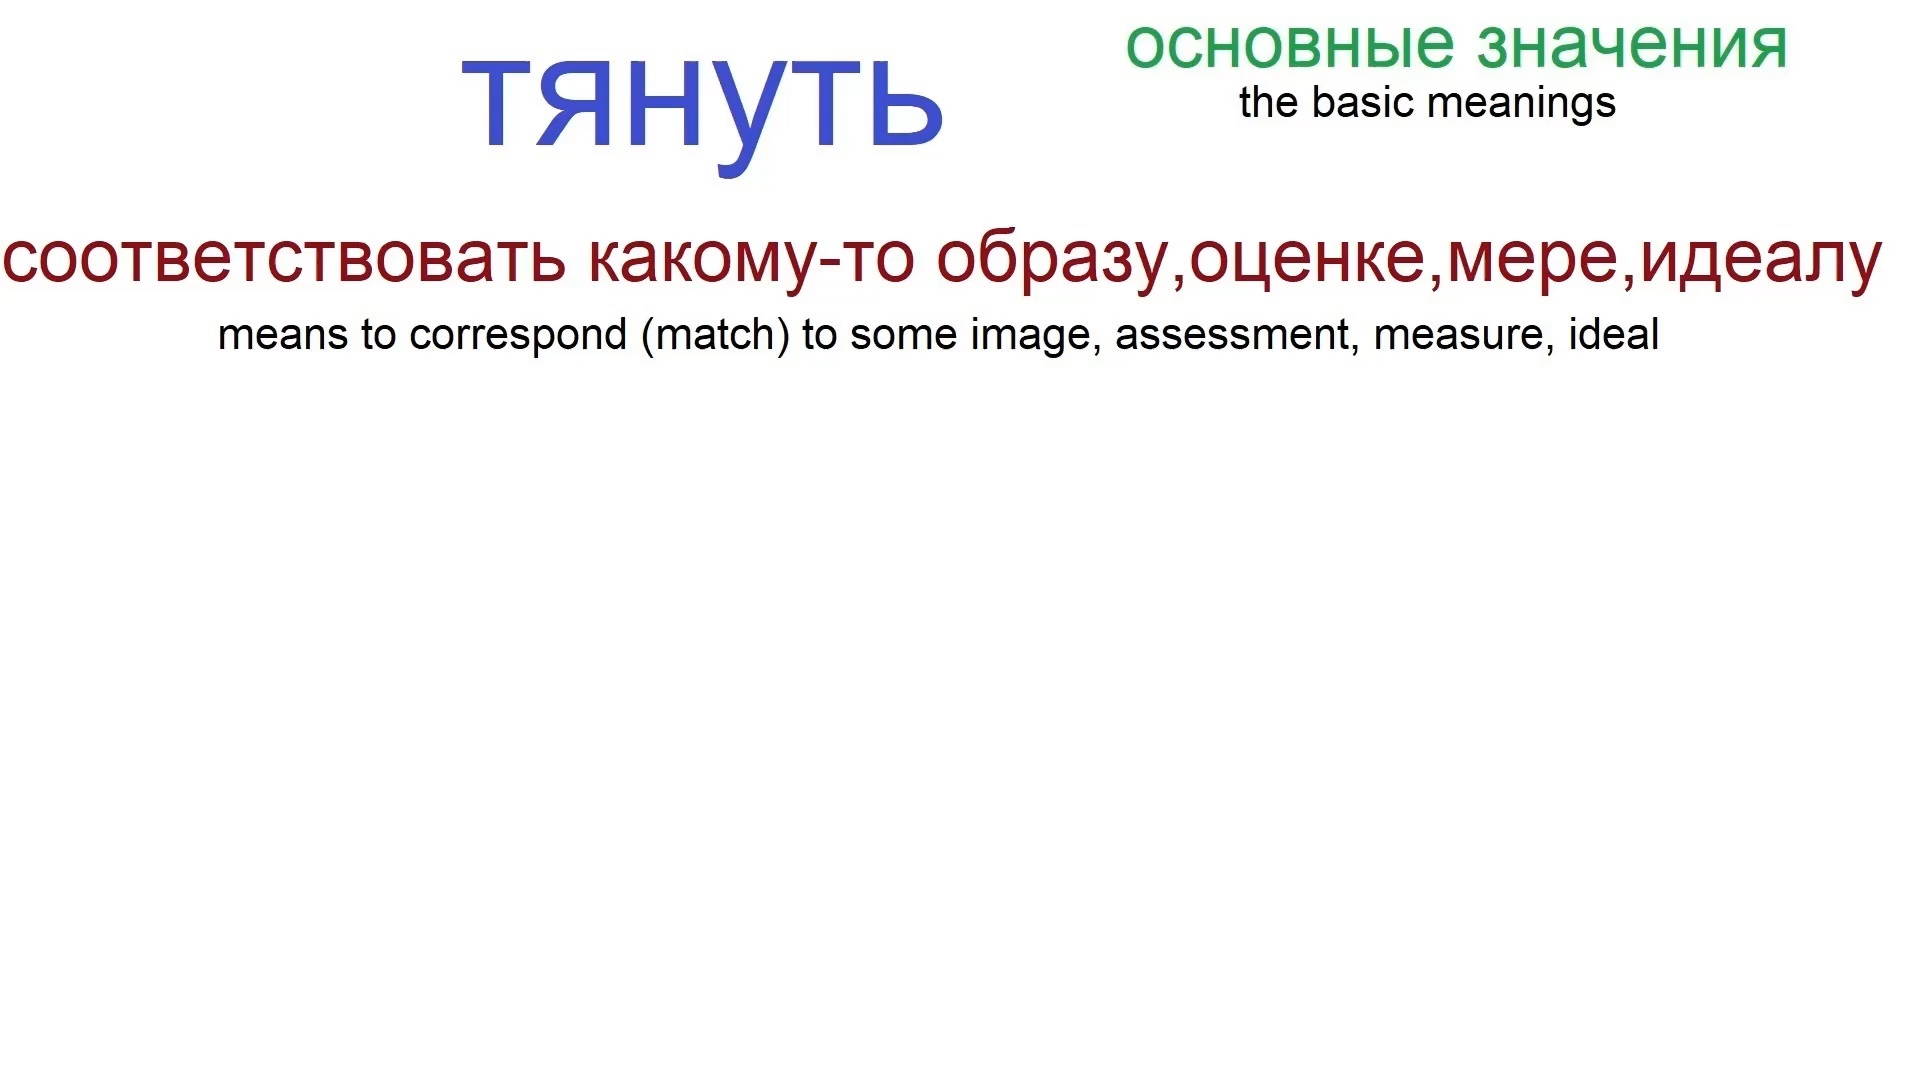 тянуть
основные значения
the basic meanings
соответствовать какому-то образу,оценке,мере,идеалу
means to correspond (match) to some image, assessment, measure, ideal